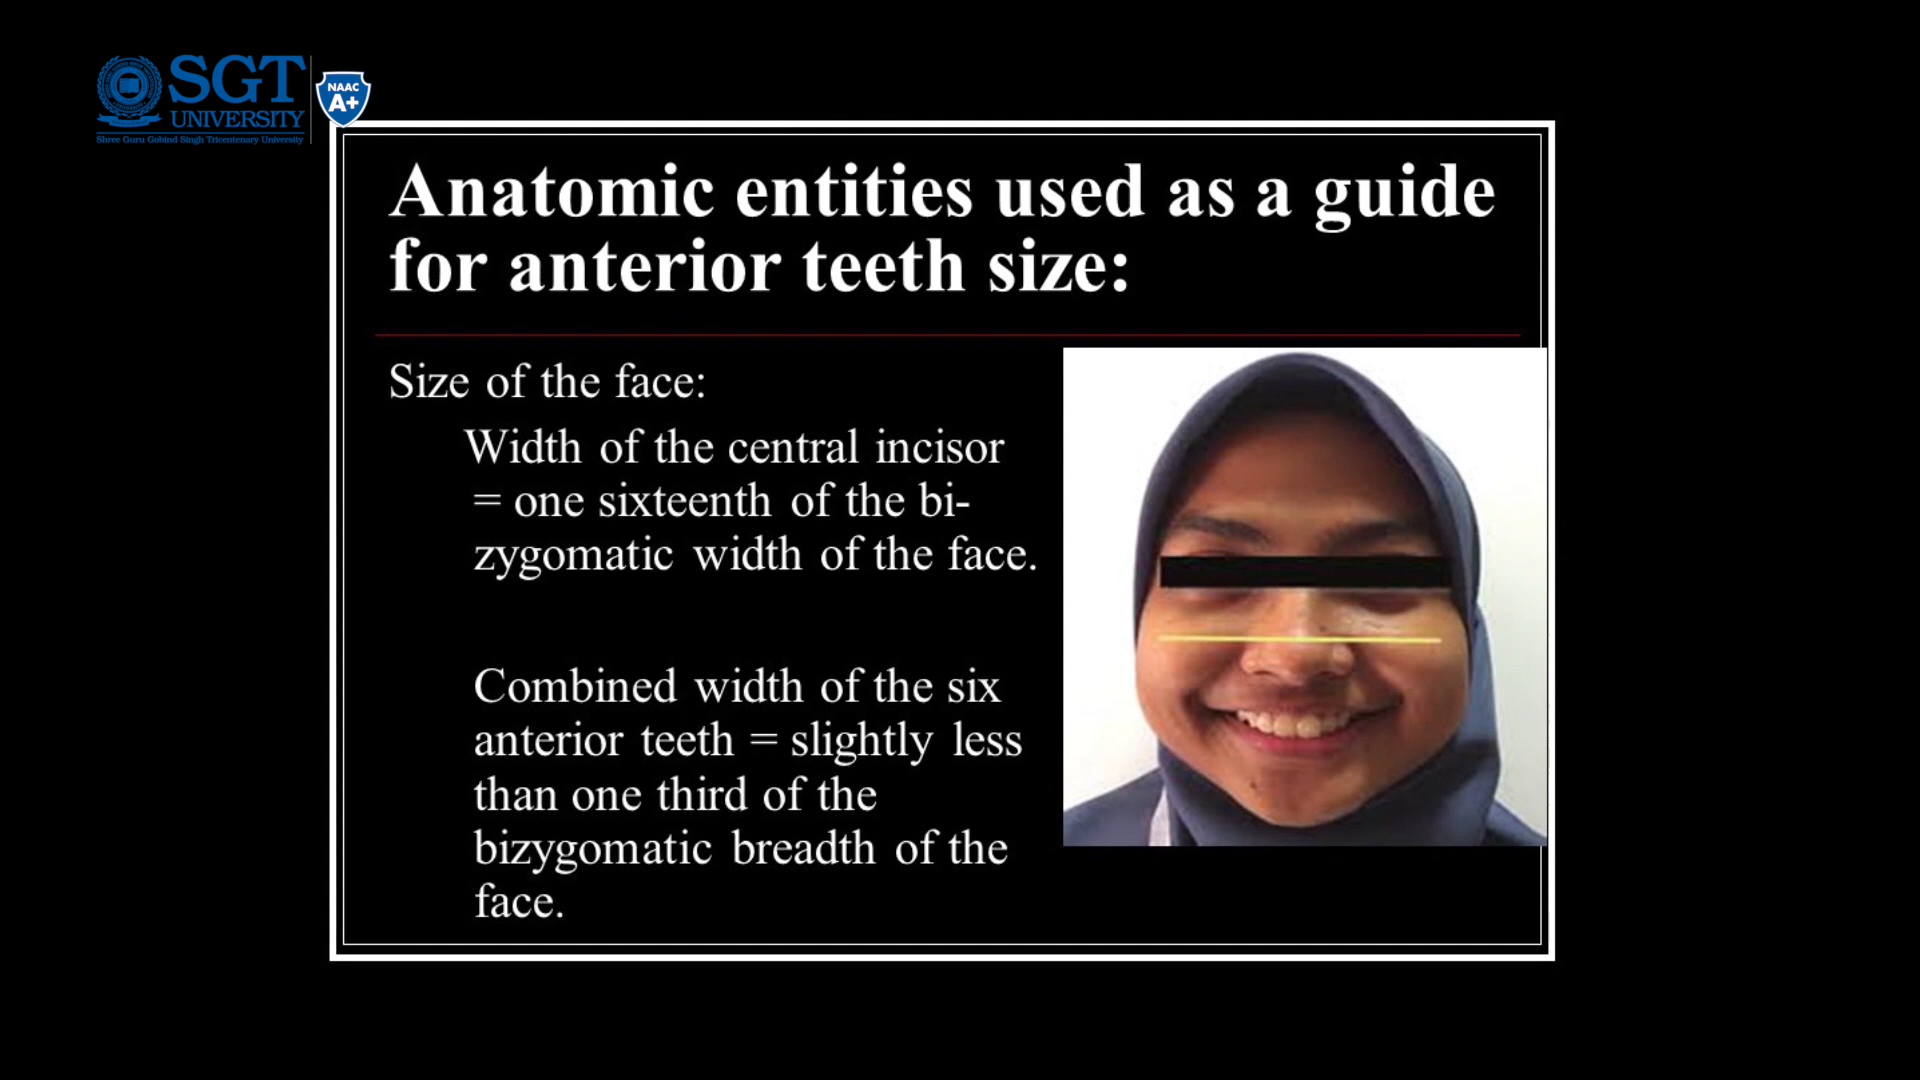 SGT
UNIVERSITY
Shree Guru Gobind Singh Tricentenary University
NAAC
A+
Anatomic entities used as a guide
for anterior teeth size:
Size of the face:
Width of the central incisor
= one sixteenth of the bi-
zygomatic width of the face.
Combined width of the six
anterior teeth = slightly less
than one third of the
bizygomatic breadth of the
face.